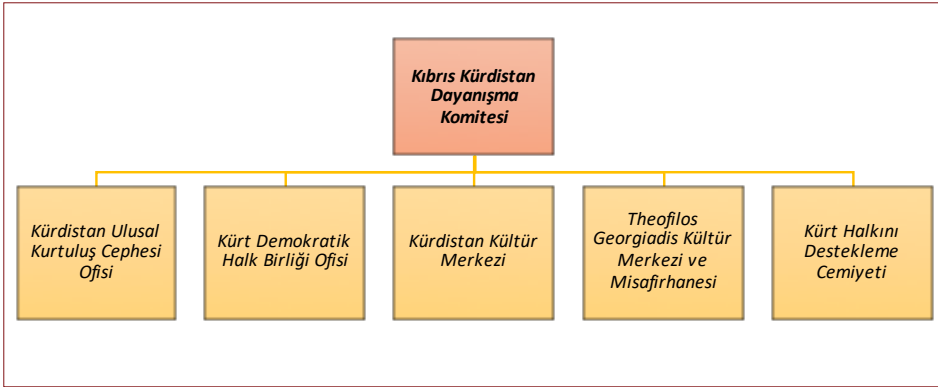 Kıbrıs Kürdistan
Dayanışma
Komitesi
Kürdistan Ulusal
Kurtuluş Cephesi
Ofisi
Kürt Demokratik
Halk Birliği Ofisi
Kürdistan Kültür
Merkezi
Theofilos
Georgiadis Kültür
Merkezi ve
Misafirhanesi
Kürt Halkını
Destekleme
Cemiyeti